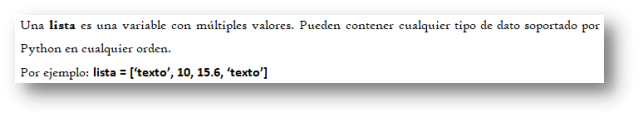 Una lista es una variable con múltiples valores. Pueden contener cualquier tipo de dato soportado por
Python en cualquier orden.
Por ejemplo: lista = [‘texto’, 10, 15.6, ‘texto’]